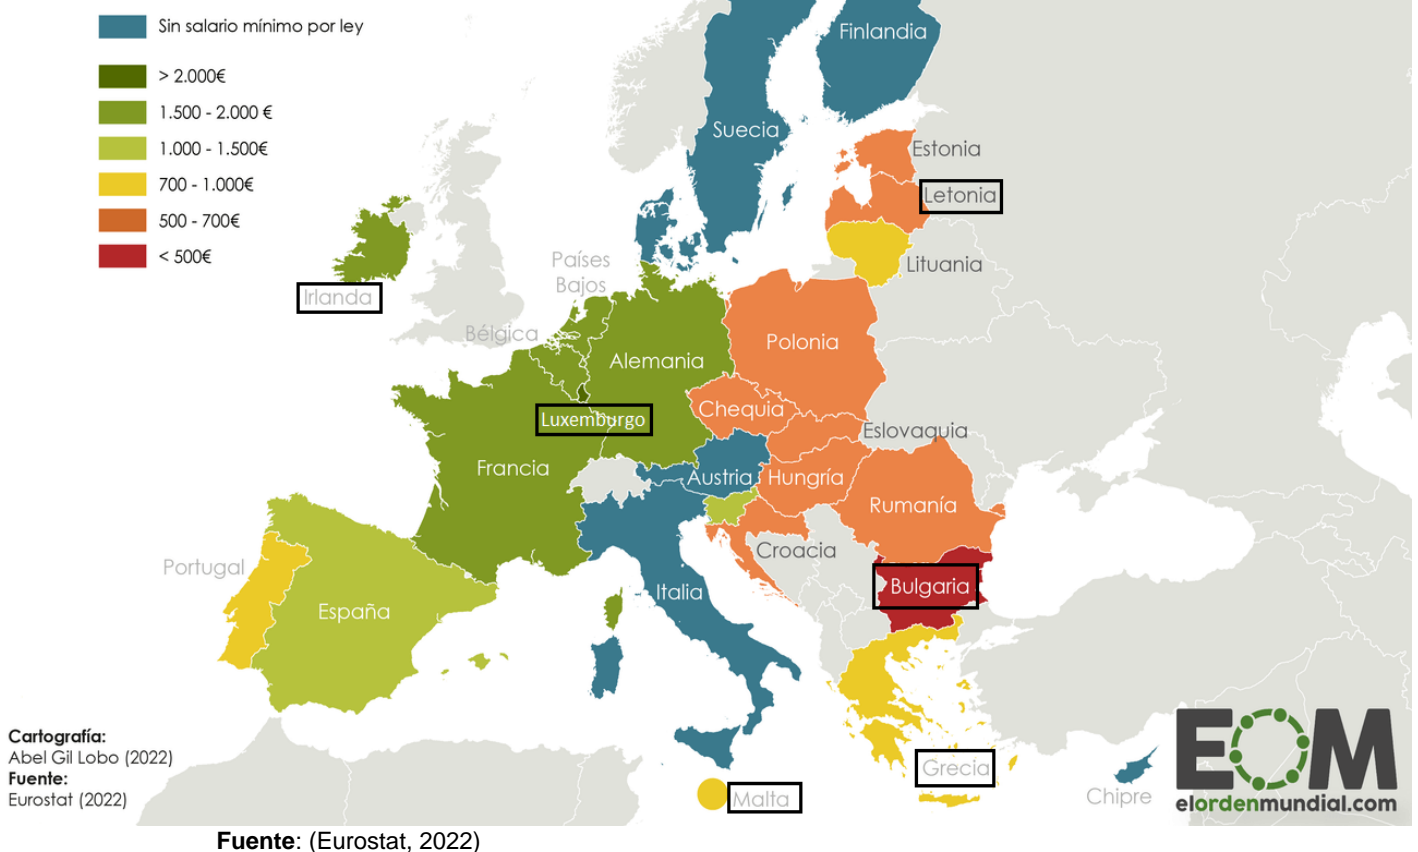 Sin salario mínimo por ley
> 2.000€
1.500 - 2.000 €
1.000 - 1.500€
700 - 1.000€
500 - 700€
< 500€
Finlandia
Suecia
Estonia
Letonia
Lituania
Irlanda
Países
Bajos
Bélgica
Alemania
Polonia
Luxemburgo
Chequia
Eslovaquia
Francia
Austria
Hungría
Rumanía
Croacia
Portugal
España
Italia
Bulgaria
Grecia
Malta
Chipre
Cartografía:
Abel Gil Lobo (2022)
Fuente:
Eurostat (2022)
EOM
elordenmundial.com
Fuente: (Eurostat, 2022)